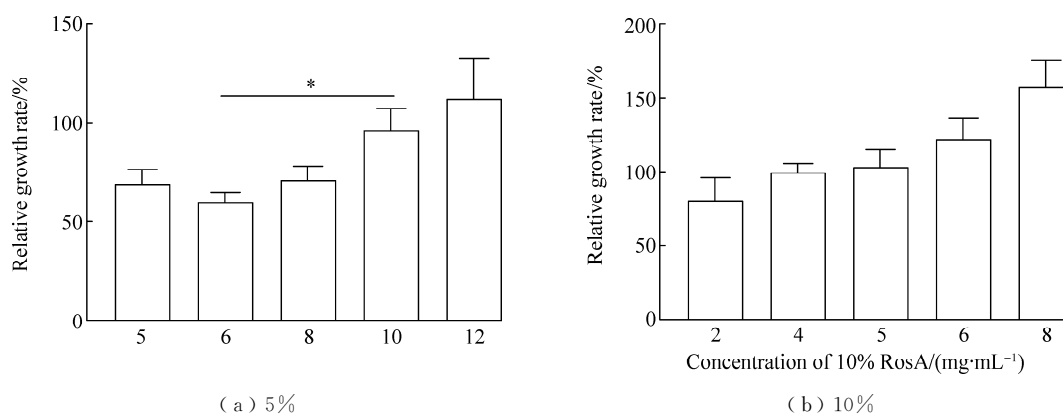 150
100
50
0
Relative growth rate/%
*
5 6 8 10 12
(a) 5%
200
150
100
50
0
Relative growth rate/%
2 4 5 6 8
Concentration of 10% RosA/(mg·mL⁻¹)
(b) 10%